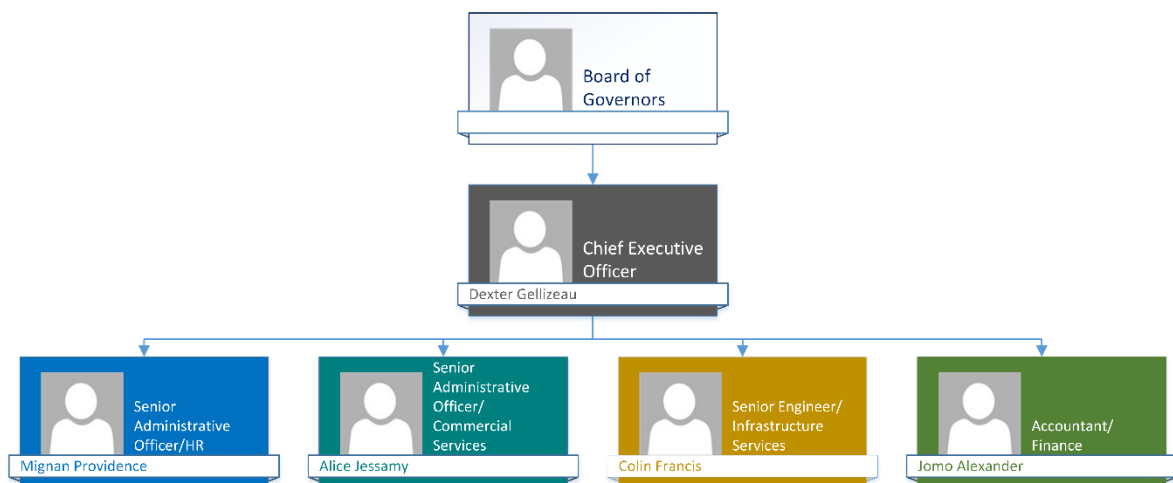 Board of
Governors
Chief Executive
Officer
Dexter Gellizeau
Senior
Administrative
Officer/HR
Mignan Providence
Senior
Administrative
Officer/
Commercial
Services
Alice Jessamy
Senior Engineer/
Infrastructure
Services
Colin Francis
Accountant/
Finance
Jomo Alexander